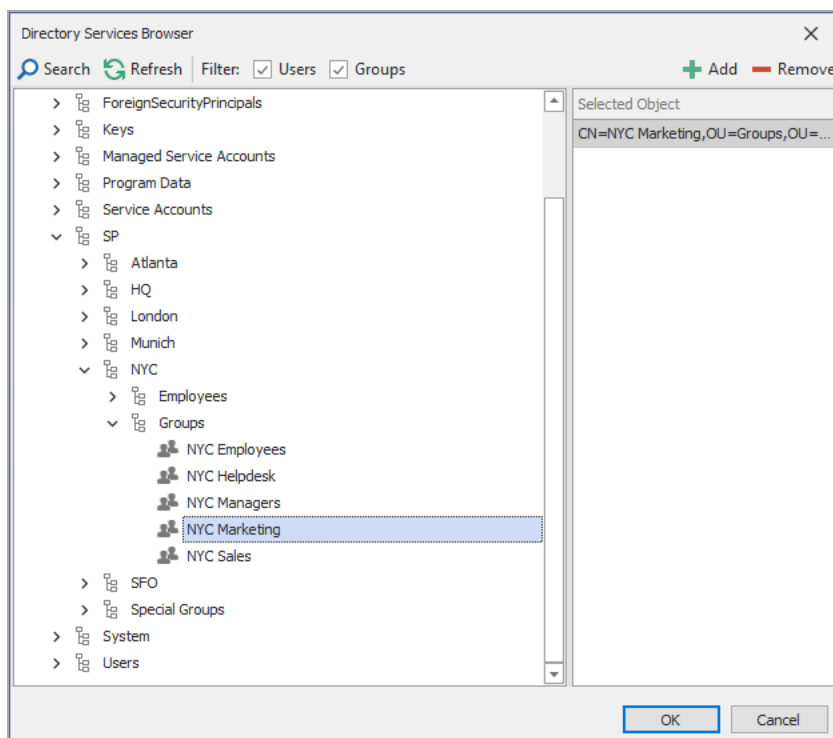 Directory Services Browser
Search Refresh Filter: Users Groups Add Remove
ForeignSecurityPrincipals
Keys
Managed Service Accounts
Program Data
Service Accounts
SP
Atlanta
HQ
London
Munich
NYC
Employees
Groups
NYC Employees
NYC Helpdesk
NYC Managers
NYC Marketing
NYC Sales
SFO
Special Groups
System
Users
Selected Object
CN=NYC Marketing,OU=Groups,OU=...
OK Cancel